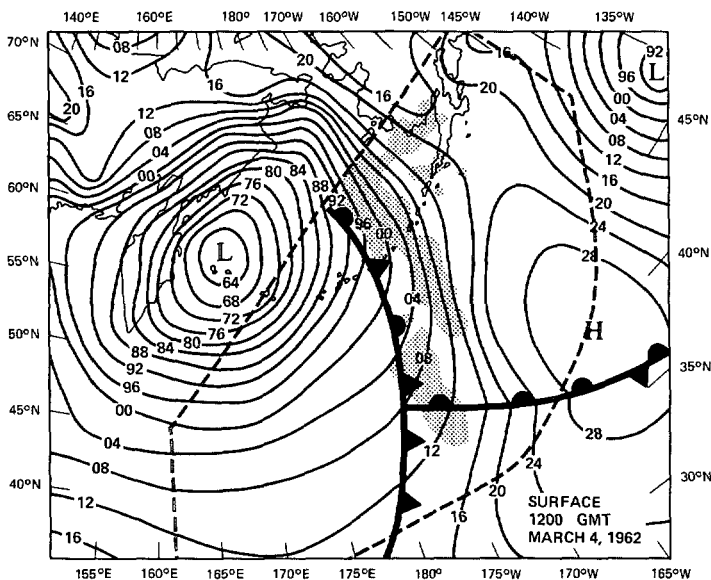 140°E 160°E 180° 160°W 150°W 145°W 140°W 135°W
70°N 08 20 16 92
12 16 20 96 L
16 00
20 12 16 04
65°N 08 08 45°N
04 12
00 80 84 16
60°N 76 88 20
72 92 24
96 00 28 40°N
55°N L
64
68 04
72 H
50°N 76
80
84 08 35°N
88
92
96
45°N 00
04 12 28
08 24 30°N
40°N 12 20
16 16
SURFACE
1200 GMT
MARCH 4, 1962
155°E 160°E 165°E 170°E 175°E 180° 175°W 170°W 165°W